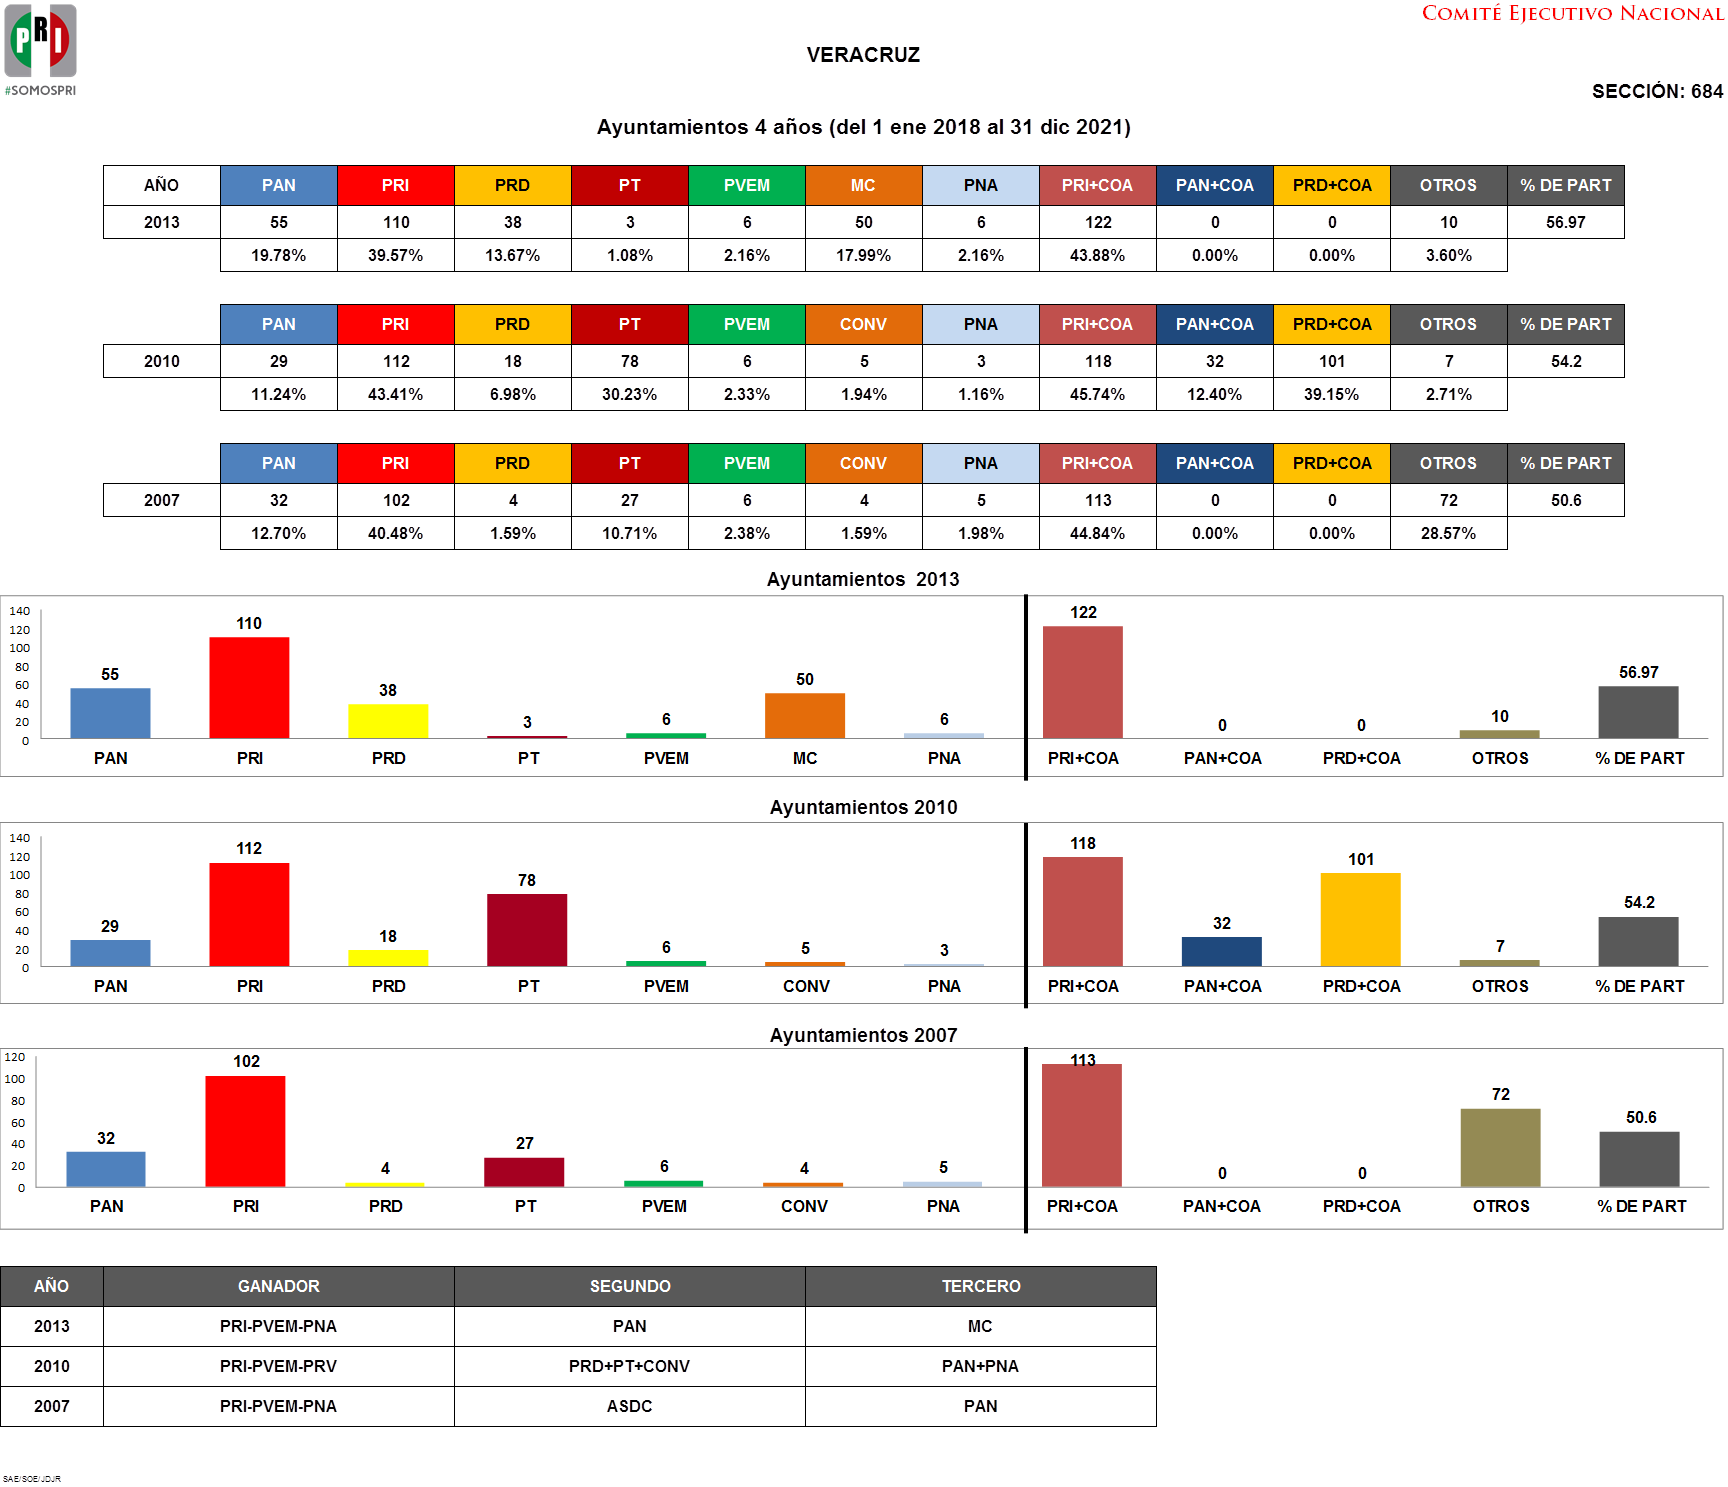 COMITÉ EJECUTIVO NACIONAL
PRI
#SOMOSPRI
VERACRUZ
SECCIÓN: 684
Ayuntamientos 4 años (del 1 ene 2018 al 31 dic 2021)
AÑO PAN PRI PRD PT PVEM MC PNA PRI+COA PAN+COA PRD+COA OTROS % DE PART
2013 55 110 38 3 6 50 6 122 0 0 10 56.97
19.78% 39.57% 13.67% 1.08% 2.16% 17.99% 2.16% 43.88% 0.00% 0.00% 3.60%
PAN PRI PRD PT PVEM CONV PNA PRI+COA PAN+COA PRD+COA OTROS % DE PART
2010 29 112 18 78 6 5 3 118 32 101 7 54.2
11.24% 43.41% 6.98% 30.23% 2.33% 1.94% 1.16% 45.74% 12.40% 39.15% 2.71%
PAN PRI PRD PT PVEM CONV PNA PRI+COA PAN+COA PRD+COA OTROS % DE PART
2007 32 102 4 27 6 4 5 113 0 0 72 50.6
12.70% 40.48% 1.59% 10.71% 2.38% 1.59% 1.98% 44.84% 0.00% 0.00% 28.57%
Ayuntamientos 2013
140
120
100
80
60
40
20
0
55 110 38 3 6 50 6 122 0 0 10 56.97
PAN PRI PRD PT PVEM MC PNA PRI+COA PAN+COA PRD+COA OTROS % DE PART
Ayuntamientos 2010
140
120
100
80
60
40
20
0
29 112 18 78 6 5 3 118 32 101 7 54.2
PAN PRI PRD PT PVEM CONV PNA PRI+COA PAN+COA PRD+COA OTROS % DE PART
Ayuntamientos 2007
120
100
80
60
40
20
0
32 102 4 27 6 4 5 113 0 0 72 50.6
PAN PRI PRD PT PVEM CONV PNA PRI+COA PAN+COA PRD+COA OTROS % DE PART
AÑO GANADOR SEGUNDO TERCERO
2013 PRI-PVEM-PNA PAN MC
2010 PRI-PVEM-PRV PRD+PT+CONV PAN+PNA
2007 PRI-PVEM-PNA ASDC PAN
SAE/SOE/JDJR